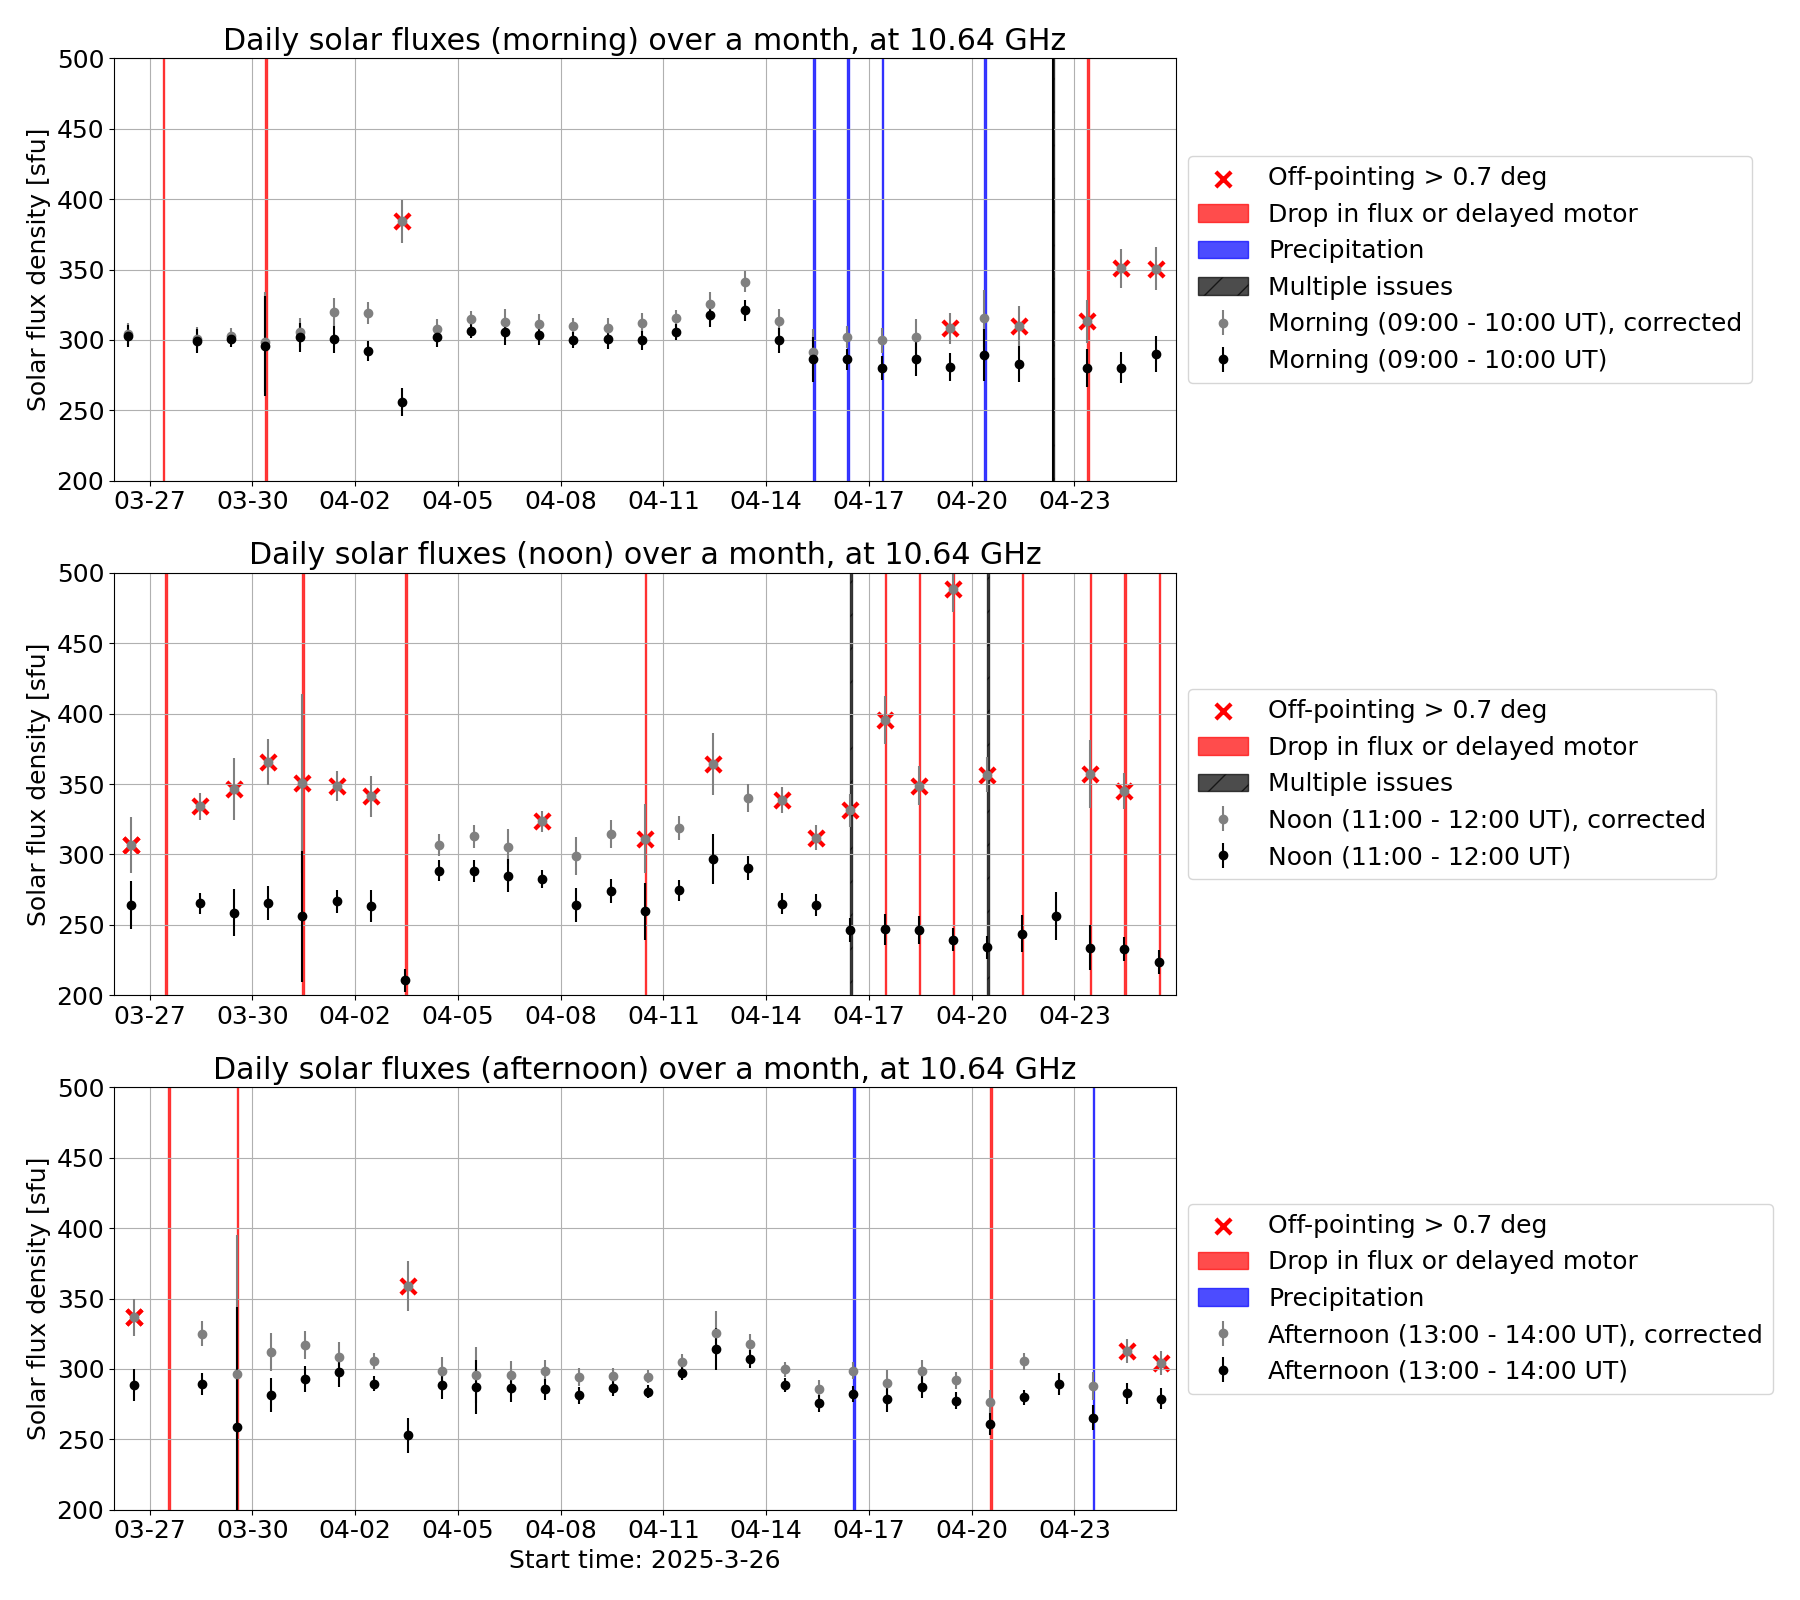 Daily solar fluxes (morning) over a month, at 10.64 GHz
Solar flux density [sfu]
500
450
400
350
300
250
200
03-27 03-30 04-02 04-05 04-08 04-11 04-14 04-17 04-20 04-23
Off-pointing > 0.7 deg
Drop in flux or delayed motor
Precipitation
Multiple issues
Morning (09:00 - 10:00 UT), corrected
Morning (09:00 - 10:00 UT)
Daily solar fluxes (noon) over a month, at 10.64 GHz
Solar flux density [sfu]
500
450
400
350
300
250
200
03-27 03-30 04-02 04-05 04-08 04-11 04-14 04-17 04-20 04-23
Off-pointing > 0.7 deg
Drop in flux or delayed motor
Multiple issues
Noon (11:00 - 12:00 UT), corrected
Noon (11:00 - 12:00 UT)
Daily solar fluxes (afternoon) over a month, at 10.64 GHz
Solar flux density [sfu]
500
450
400
350
300
250
200
03-27 03-30 04-02 04-05 04-08 04-11 04-14 04-17 04-20 04-23
Start time: 2025-3-26
Off-pointing > 0.7 deg
Drop in flux or delayed motor
Precipitation
Afternoon (13:00 - 14:00 UT), corrected
Afternoon (13:00 - 14:00 UT)